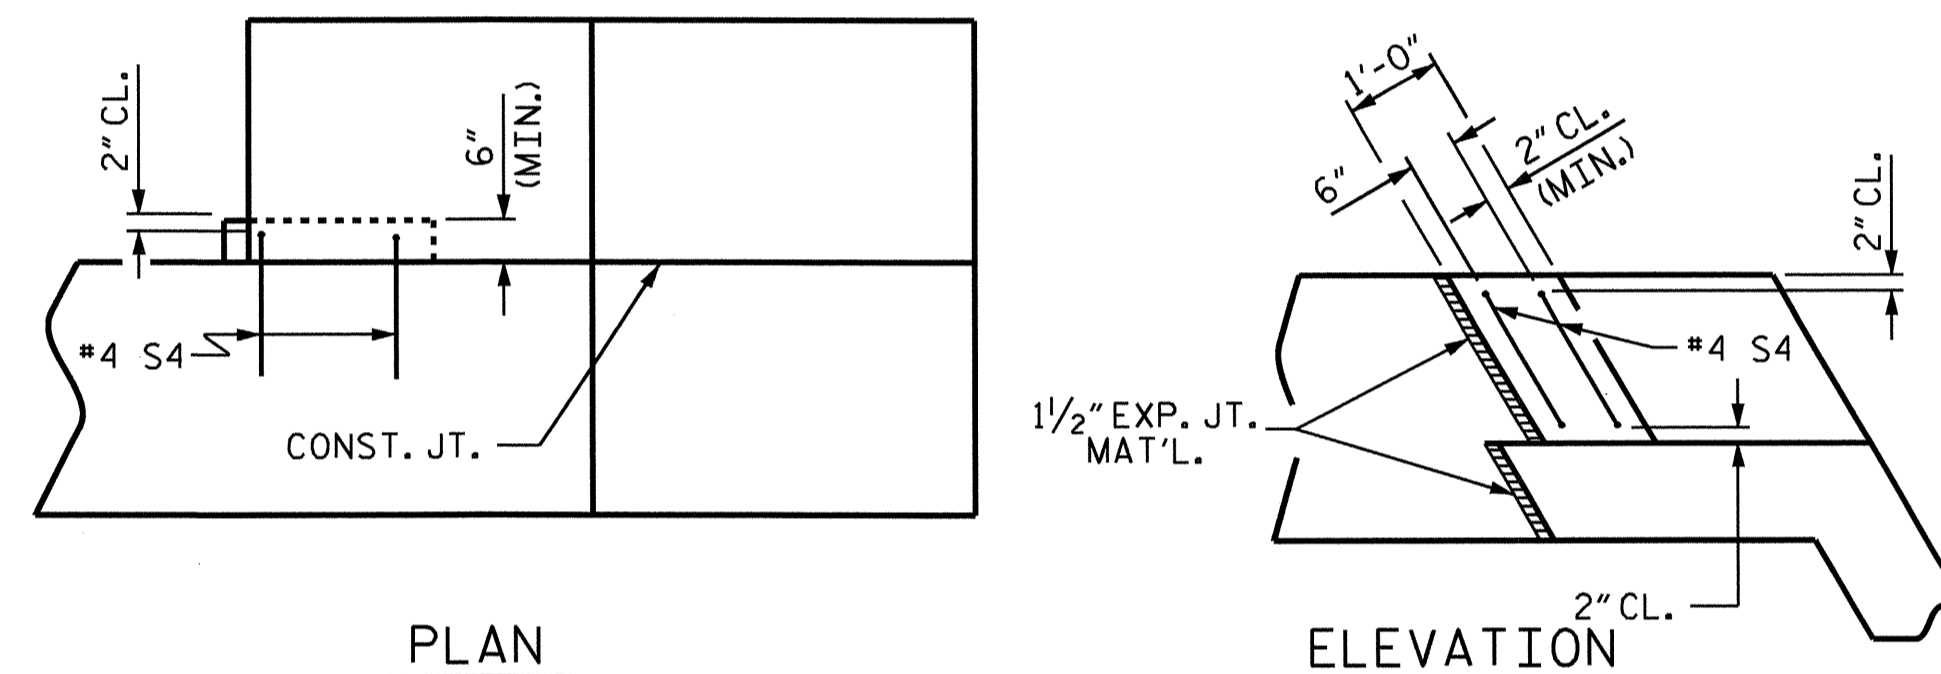 2" CL.
6"
(MIN.)
#4 S4
CONST. JT.
PLAN
1'-0"
6"
2" CL.
(MIN.)
2" CL.
#4 S4
1½" EXP. JT.
MAT'L.
2" CL.
ELEVATION